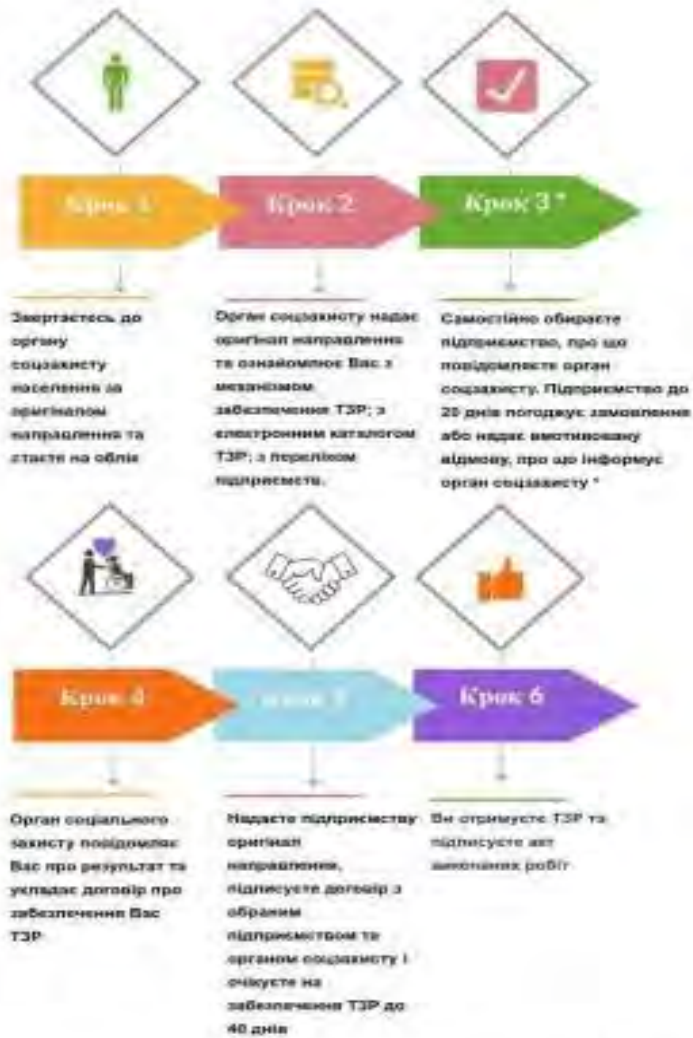 Крок 1
Крок 2
Крок 3 *
Звертаєтесь до
органу
соцзахисту
населення за
оригіналом
направлення та
стаєте на облік
Орган соцзахисту надає
оригінал направлення
та ознайомлює Вас з
механізмом
забезпечення ТЗР; з
електронним каталогом
ТЗР; з переліком
підприємств.
Самостійно обираєте
підприємство, про що
повідомляєте орган
соцзахисту. Підприємство до
20 днів погоджує замовлення
або надає вмотивовану
відмову, про що інформує
орган соцзахисту *
Крок 4
Крок 5
Крок 6
Орган соціального
захисту повідомляє
Вас про результат та
укладає договір про
забезпечення Вас
ТЗР
Надаєте підприємству
оригінал
направлення,
підписуєте договір з
обраним
підприємством та
органом соцзахисту і
очікуєте на
забезпечення ТЗР до
40 днів
Ви отримуєте ТЗР та
підписуєте акт
виконаних робіт